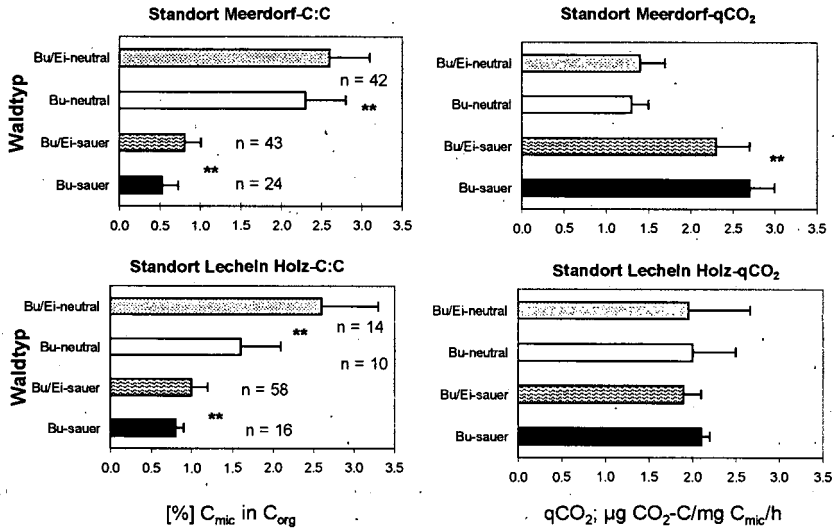 Standort Meerdorf-C:C
Waldtyp
Bu/Ei-neutral
n = 42
Bu-neutral
**
Bu/Ei-sauer
n = 43
**
Bu-sauer
n = 24
0.0 0.5 1.0 1.5 2.0 2.5 3.0 3.5
Standort Meerdorf-qCO₂
Bu/Ei-neutral
Bu-neutral
Bu/Ei-sauer
**
Bu-sauer
0.0 0.5 1.0 1.5 2.0 2.5 3.0 3.5
Standort Lecheln Holz-C:C
Waldtyp
Bu/Ei-neutral
n = 14
**
Bu-neutral
n = 10
Bu/Ei-sauer
n = 58
**
Bu-sauer
n = 16
0.0 0.5 1.0 1.5 2.0 2.5 3.0 3.5
[%] Cmic in Corg
Standort Lecheln Holz-qCO₂
Bu/Ei-neutral
Bu-neutral
Bu/Ei-sauer
Bu-sauer
0.0 0.5 1.0 1.5 2.0 2.5 3.0 3.5
qCO₂; µg CO₂-C/mg Cmic/h